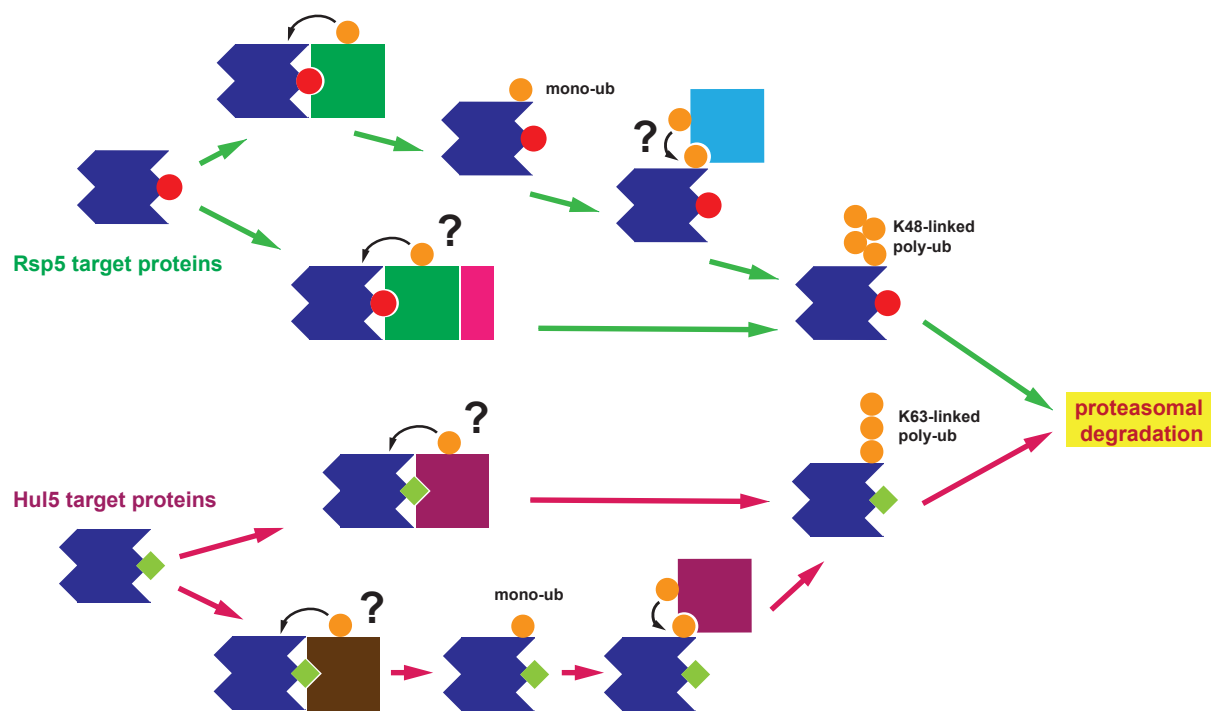 mono-ub
?
K48-linked
poly-ub
?
Rsp5 target proteins
proteasomal
degradation
K63-linked
poly-ub
?
Hul5 target proteins
?
mono-ub